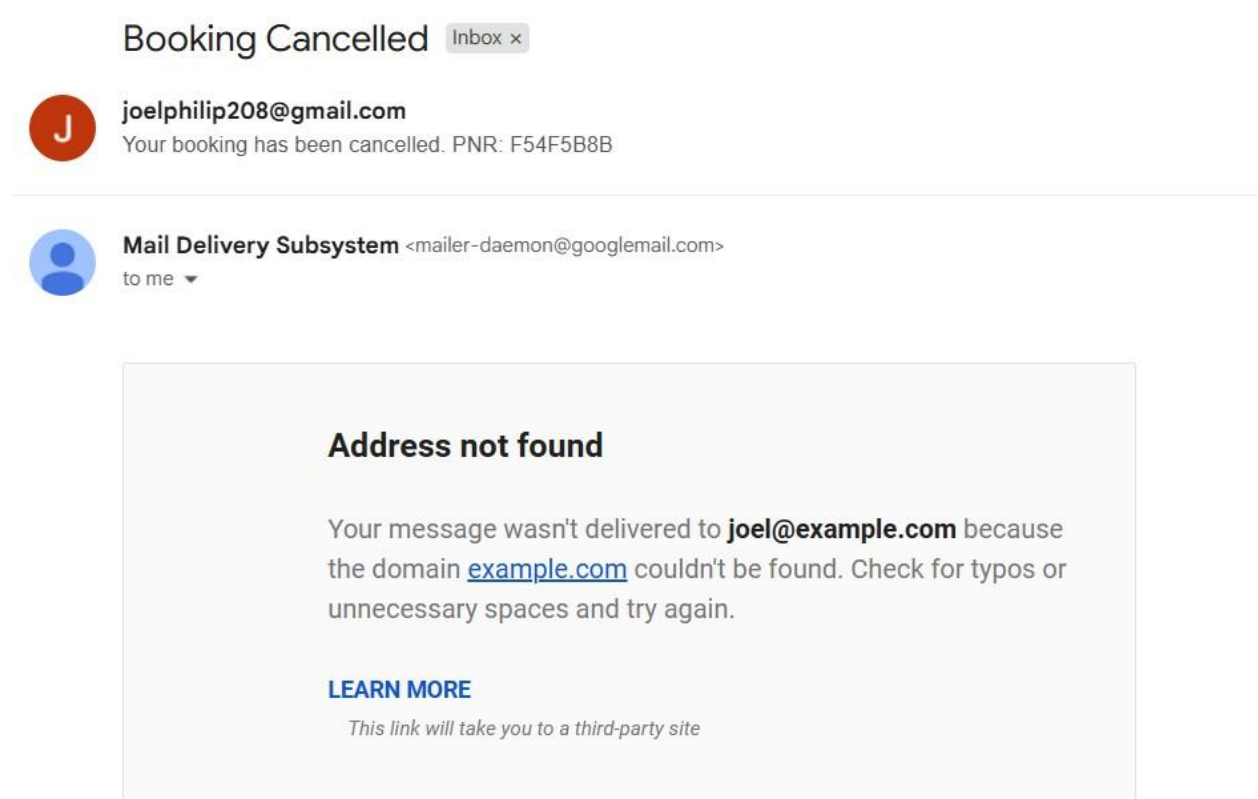 Booking Cancelled Inbox ×
J
joelphilip208@gmail.com
Your booking has been cancelled. PNR: F54F5B8B
Mail Delivery Subsystem <mailer-daemon@googlemail.com>
to me
Address not found
Your message wasn't delivered to joel@example.com because
the domain example.com couldn't be found. Check for typos or
unnecessary spaces and try again.
LEARN MORE
This link will take you to a third-party site